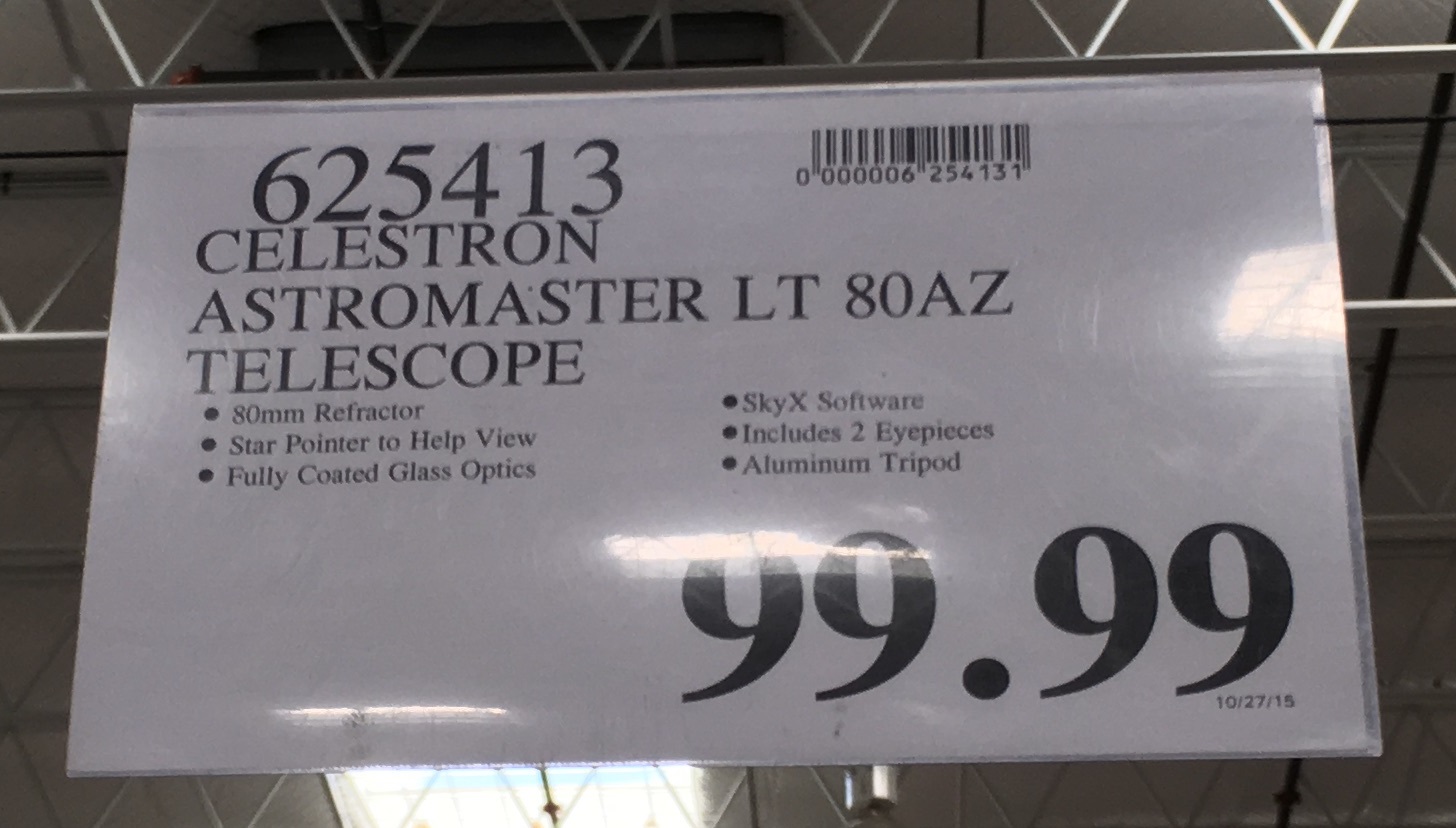 625413
0 000006 254131
CELESTRON
ASTROMASTER LT 80AZ
TELESCOPE
● 80mm Refractor
● Star Pointer to Help View
● Fully Coated Glass Optics
● SkyX Software
● Includes 2 Eyepieces
● Aluminum Tripod
99.99
10/27/15